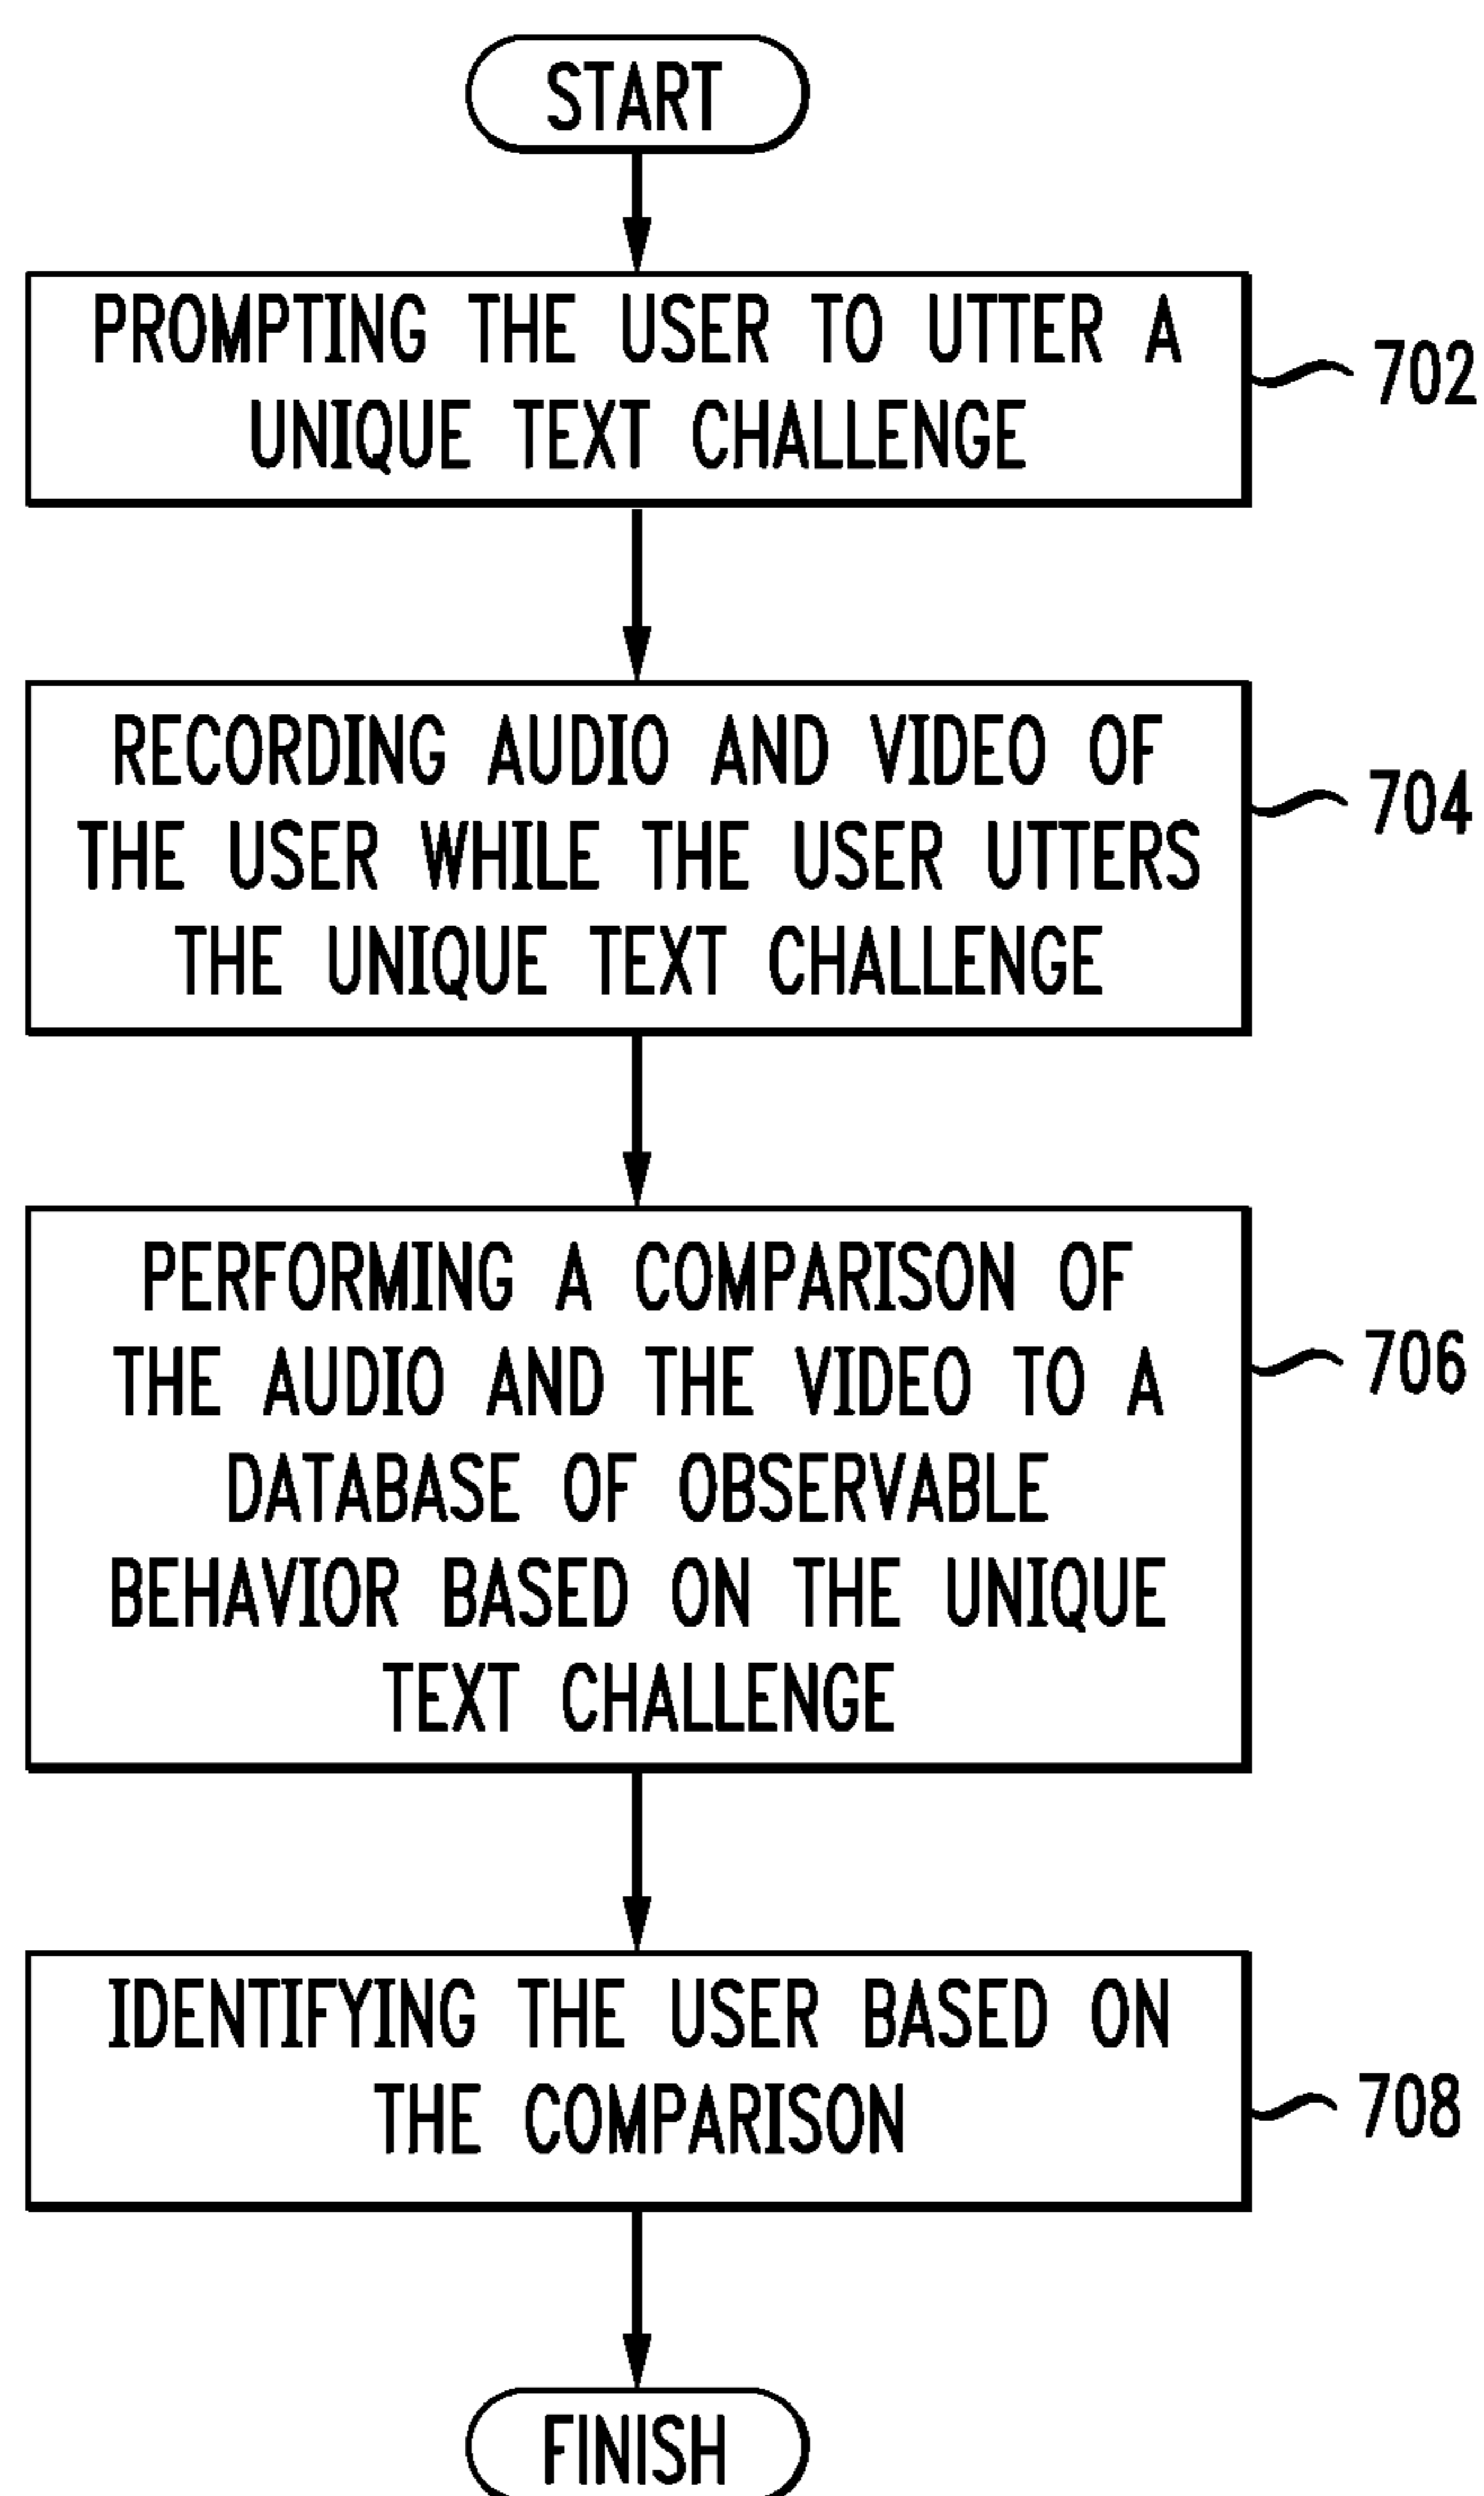 START
PROMPTING THE USER TO UTTER A
UNIQUE TEXT CHALLENGE
702
RECORDING AUDIO AND VIDEO OF
THE USER WHILE THE USER UTTERS
THE UNIQUE TEXT CHALLENGE
704
PERFORMING A COMPARISON OF
THE AUDIO AND THE VIDEO TO A
DATABASE OF OBSERVABLE
BEHAVIOR BASED ON THE UNIQUE
TEXT CHALLENGE
706
IDENTIFYING THE USER BASED ON
THE COMPARISON
708
FINISH